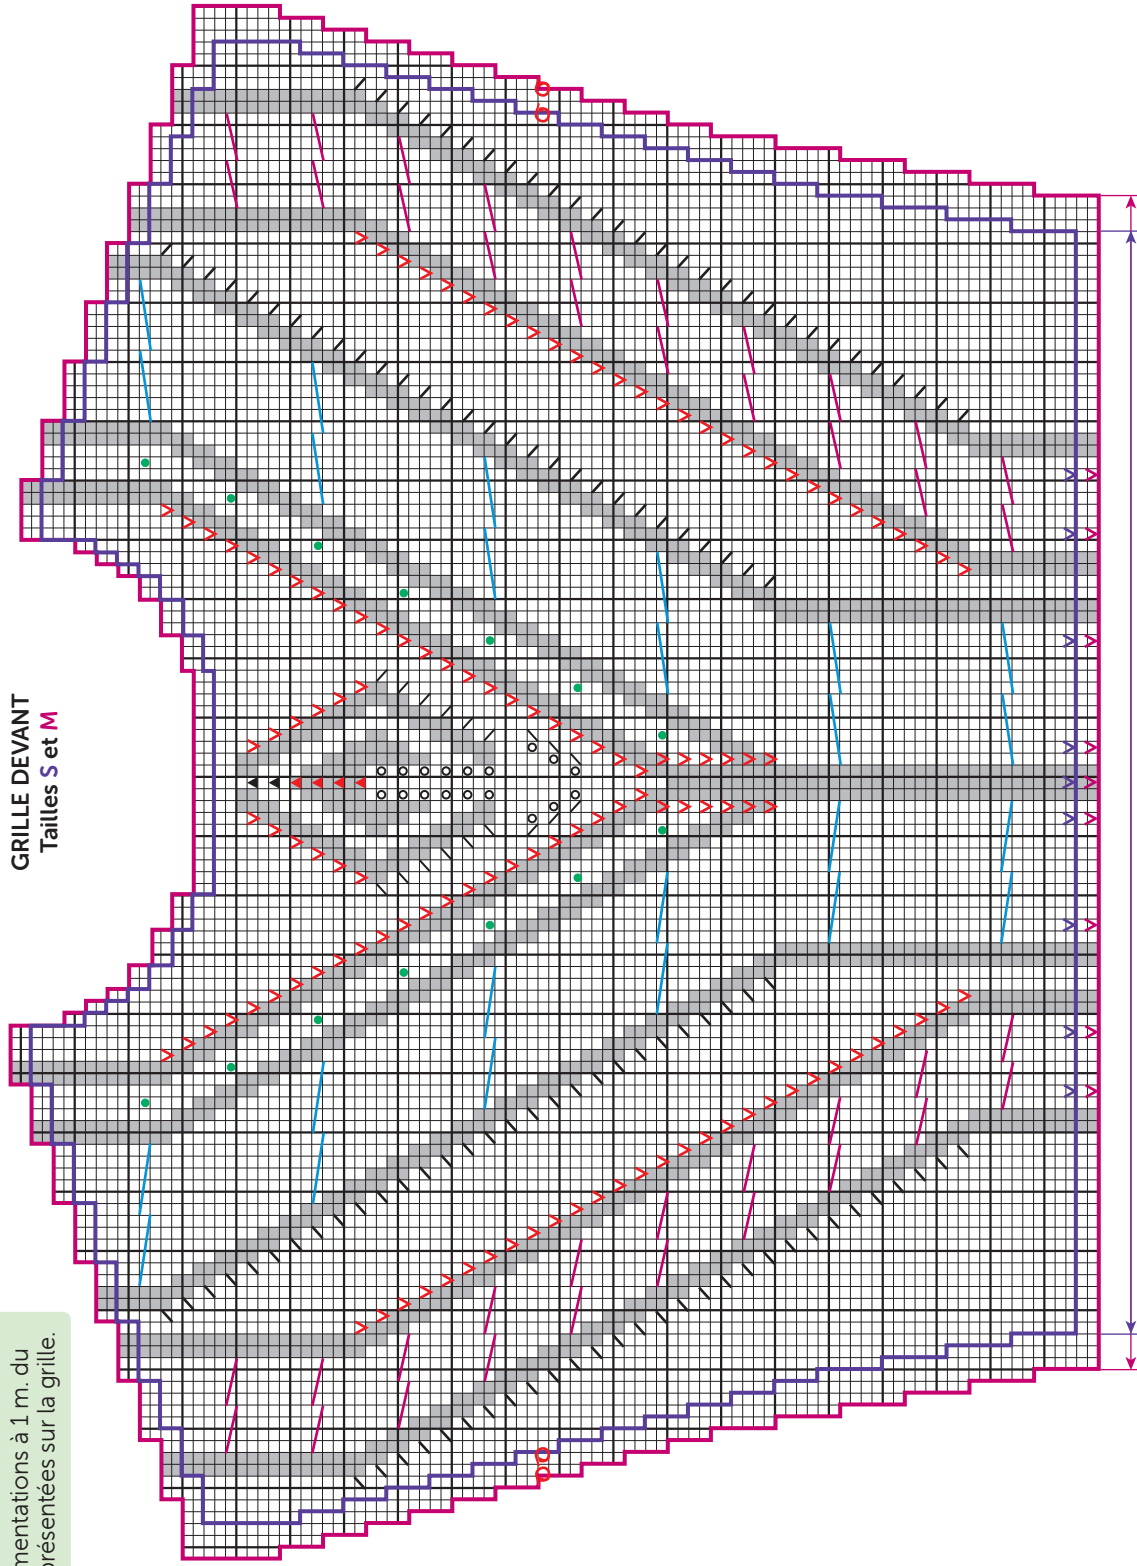 GRILLE DEVANT
Tailles S et M
mentations à 1 m. du
présentées sur la grille.